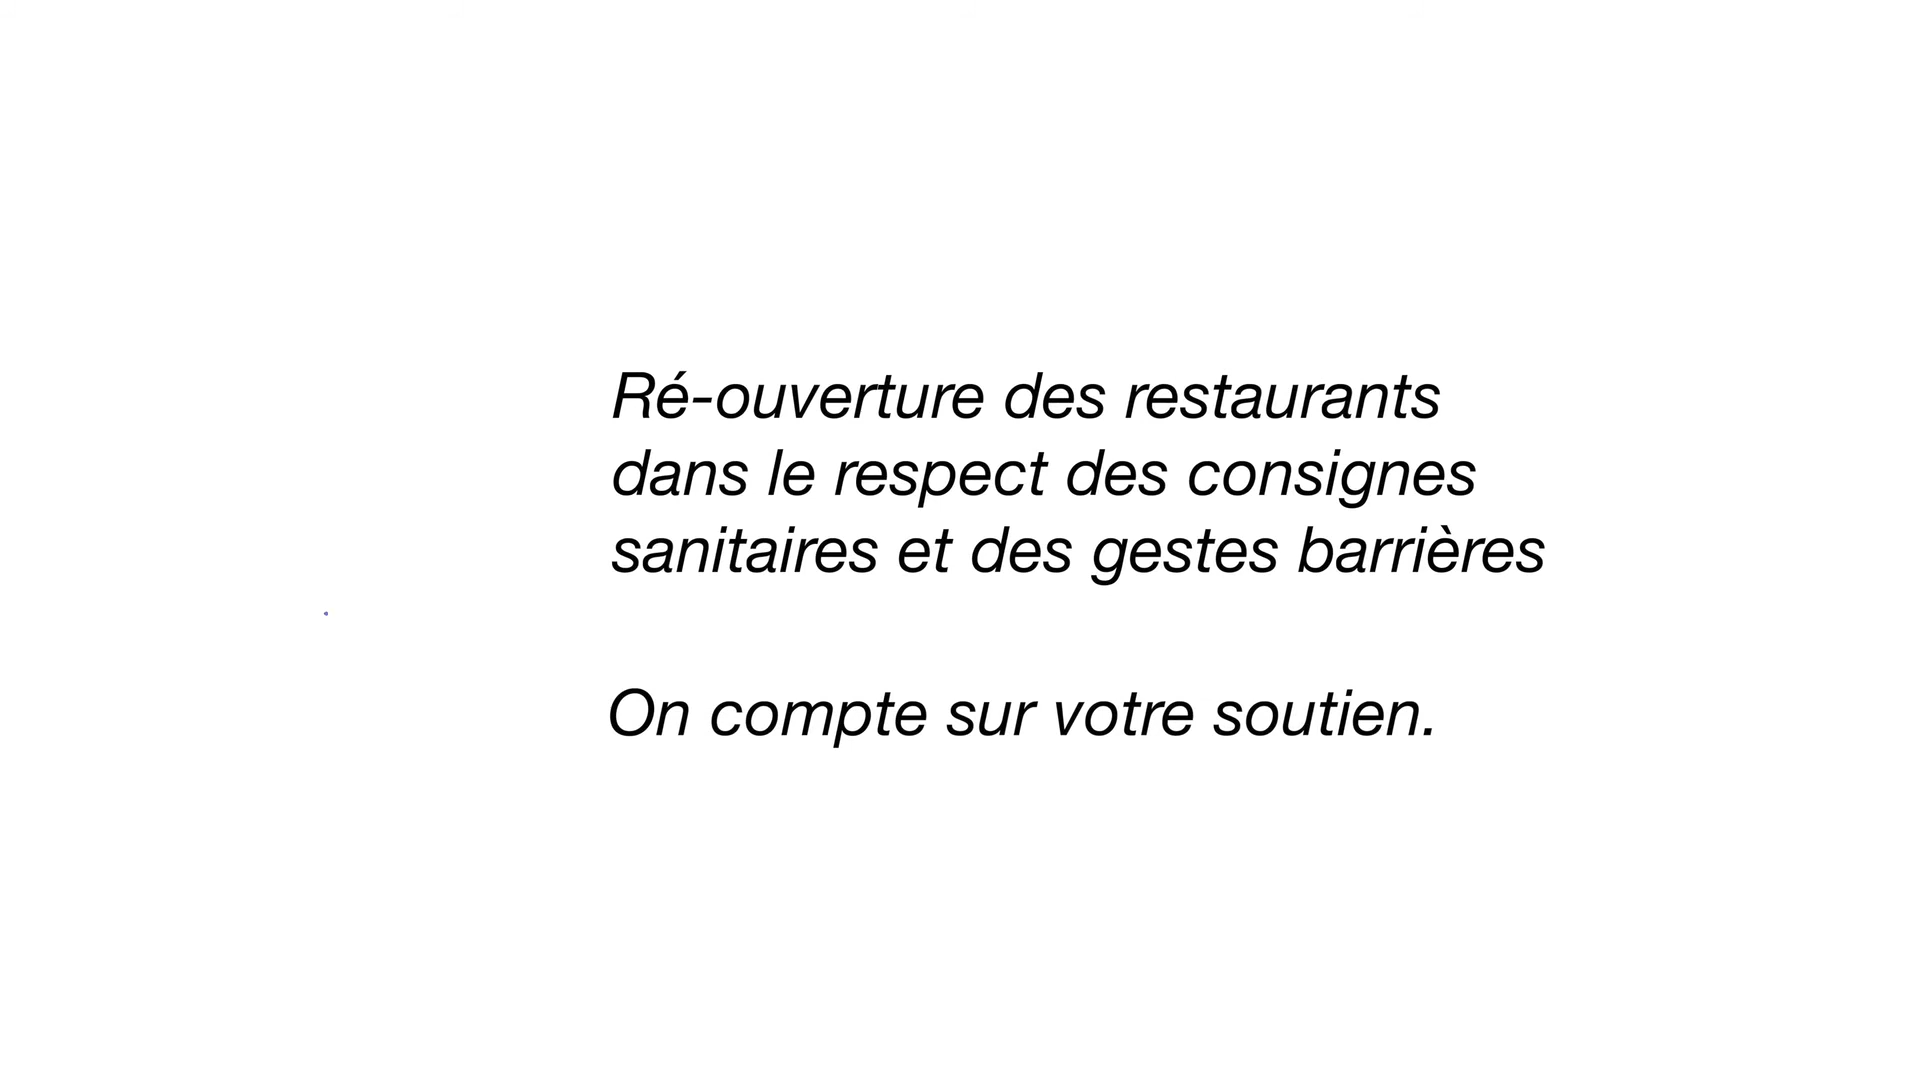 Ré-ouverture des restaurants
dans le respect des consignes
sanitaires et des gestes barrières
On compte sur votre soutien.